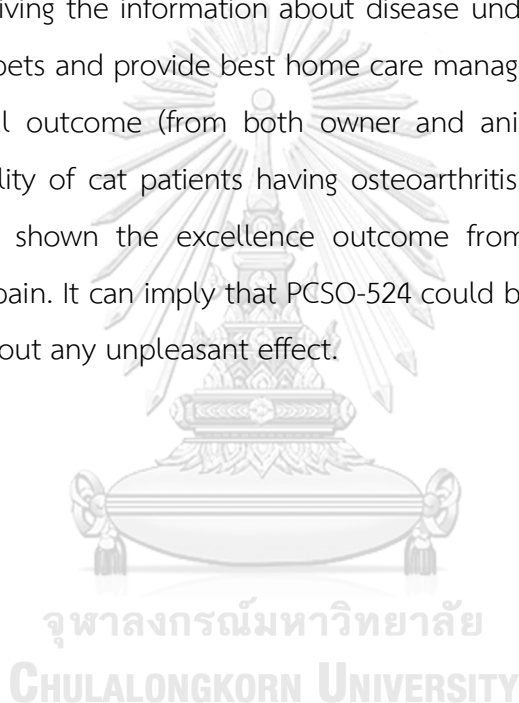 iving the information about disease und
pets and provide best home care manag
l outcome (from both owner and ani
lity of cat patients having osteoarthritis
shown the excellence outcome from
pain. It can imply that PCSO-524 could b
out any unpleasant effect.
จุฬาลงกรณ์มหาวิทยาลัย
CHULALONGKORN UNIVERSITY